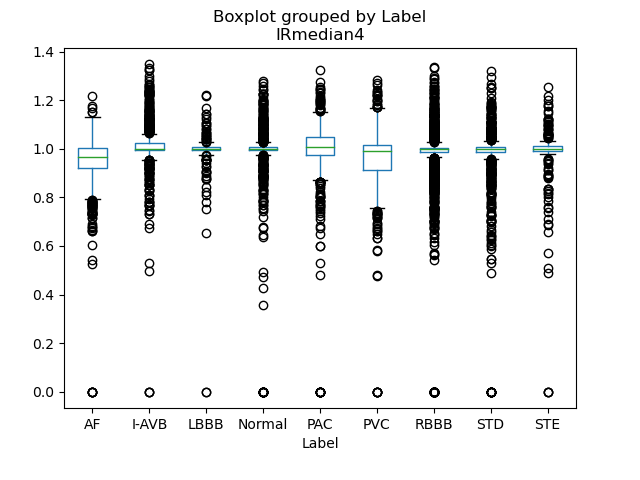 Boxplot grouped by Label
IRmedian4
1.4
1.2
1.0
0.8
0.6
0.4
0.2
0.0
AF I-AVB LBBB Normal PAC PVC RBBB STD STE
Label